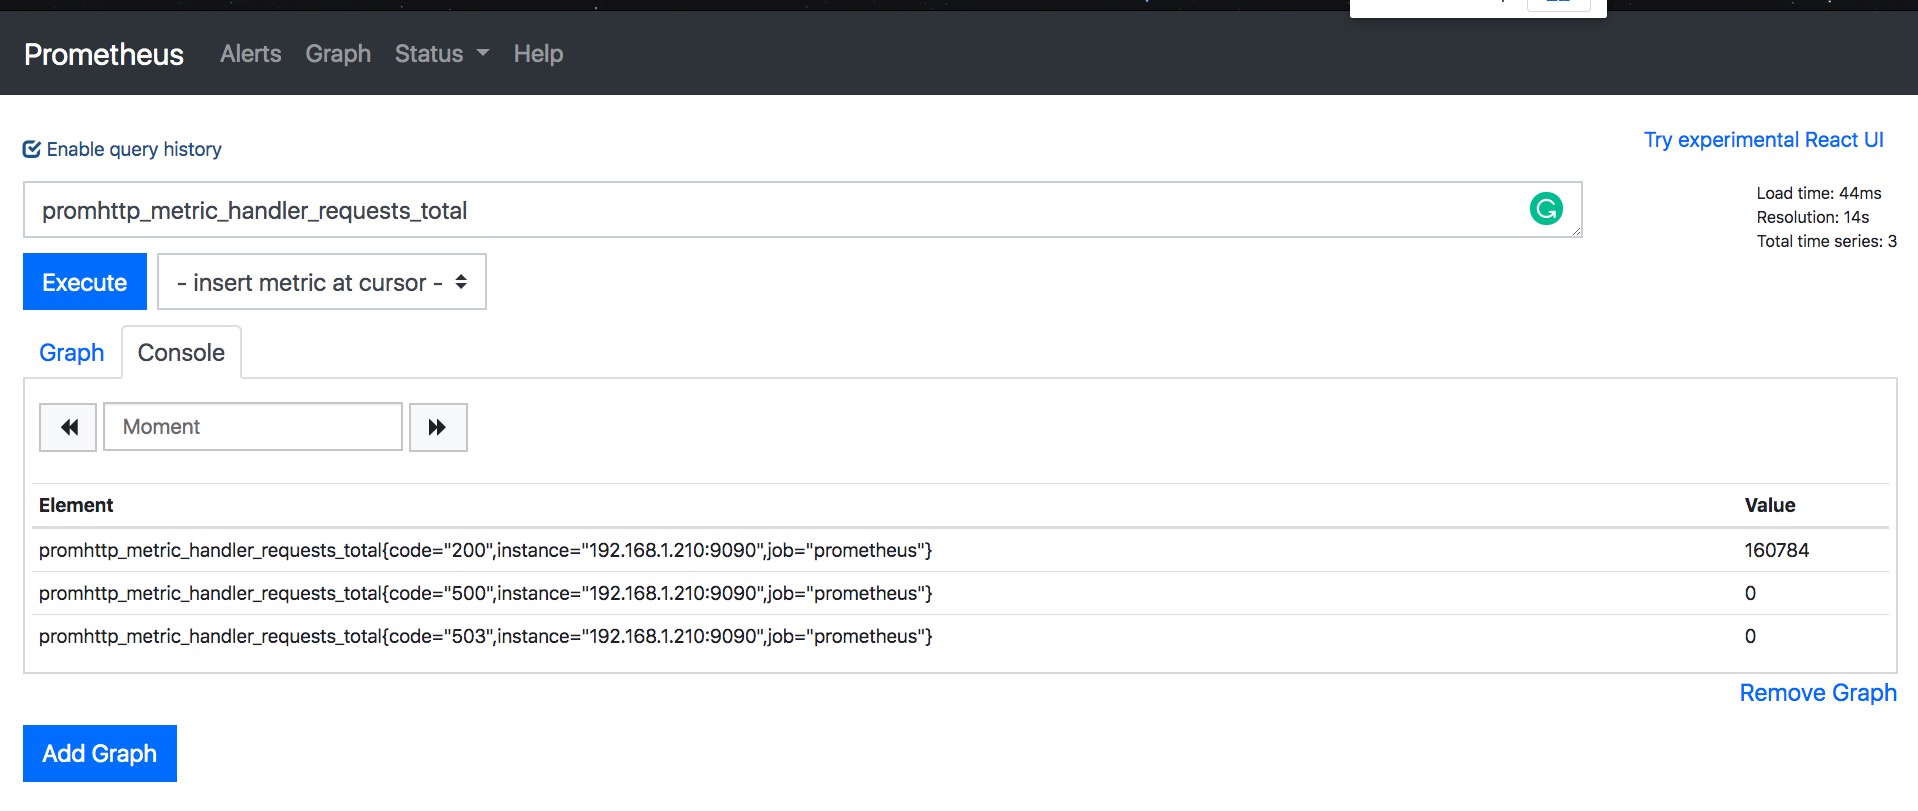 Prometheus Alerts Graph Status Help
Enable query history
Try experimental React UI
promhttp_metric_handler_requests_total
Load time: 44ms
Resolution: 14s
Total time series: 3
Execute
- insert metric at cursor -
Graph Console
Moment
Element Value
promhttp_metric_handler_requests_total{code="200",instance="192.168.1.210:9090",job="prometheus"} 160784
promhttp_metric_handler_requests_total{code="500",instance="192.168.1.210:9090",job="prometheus"} 0
promhttp_metric_handler_requests_total{code="503",instance="192.168.1.210:9090",job="prometheus"} 0
Remove Graph
Add Graph